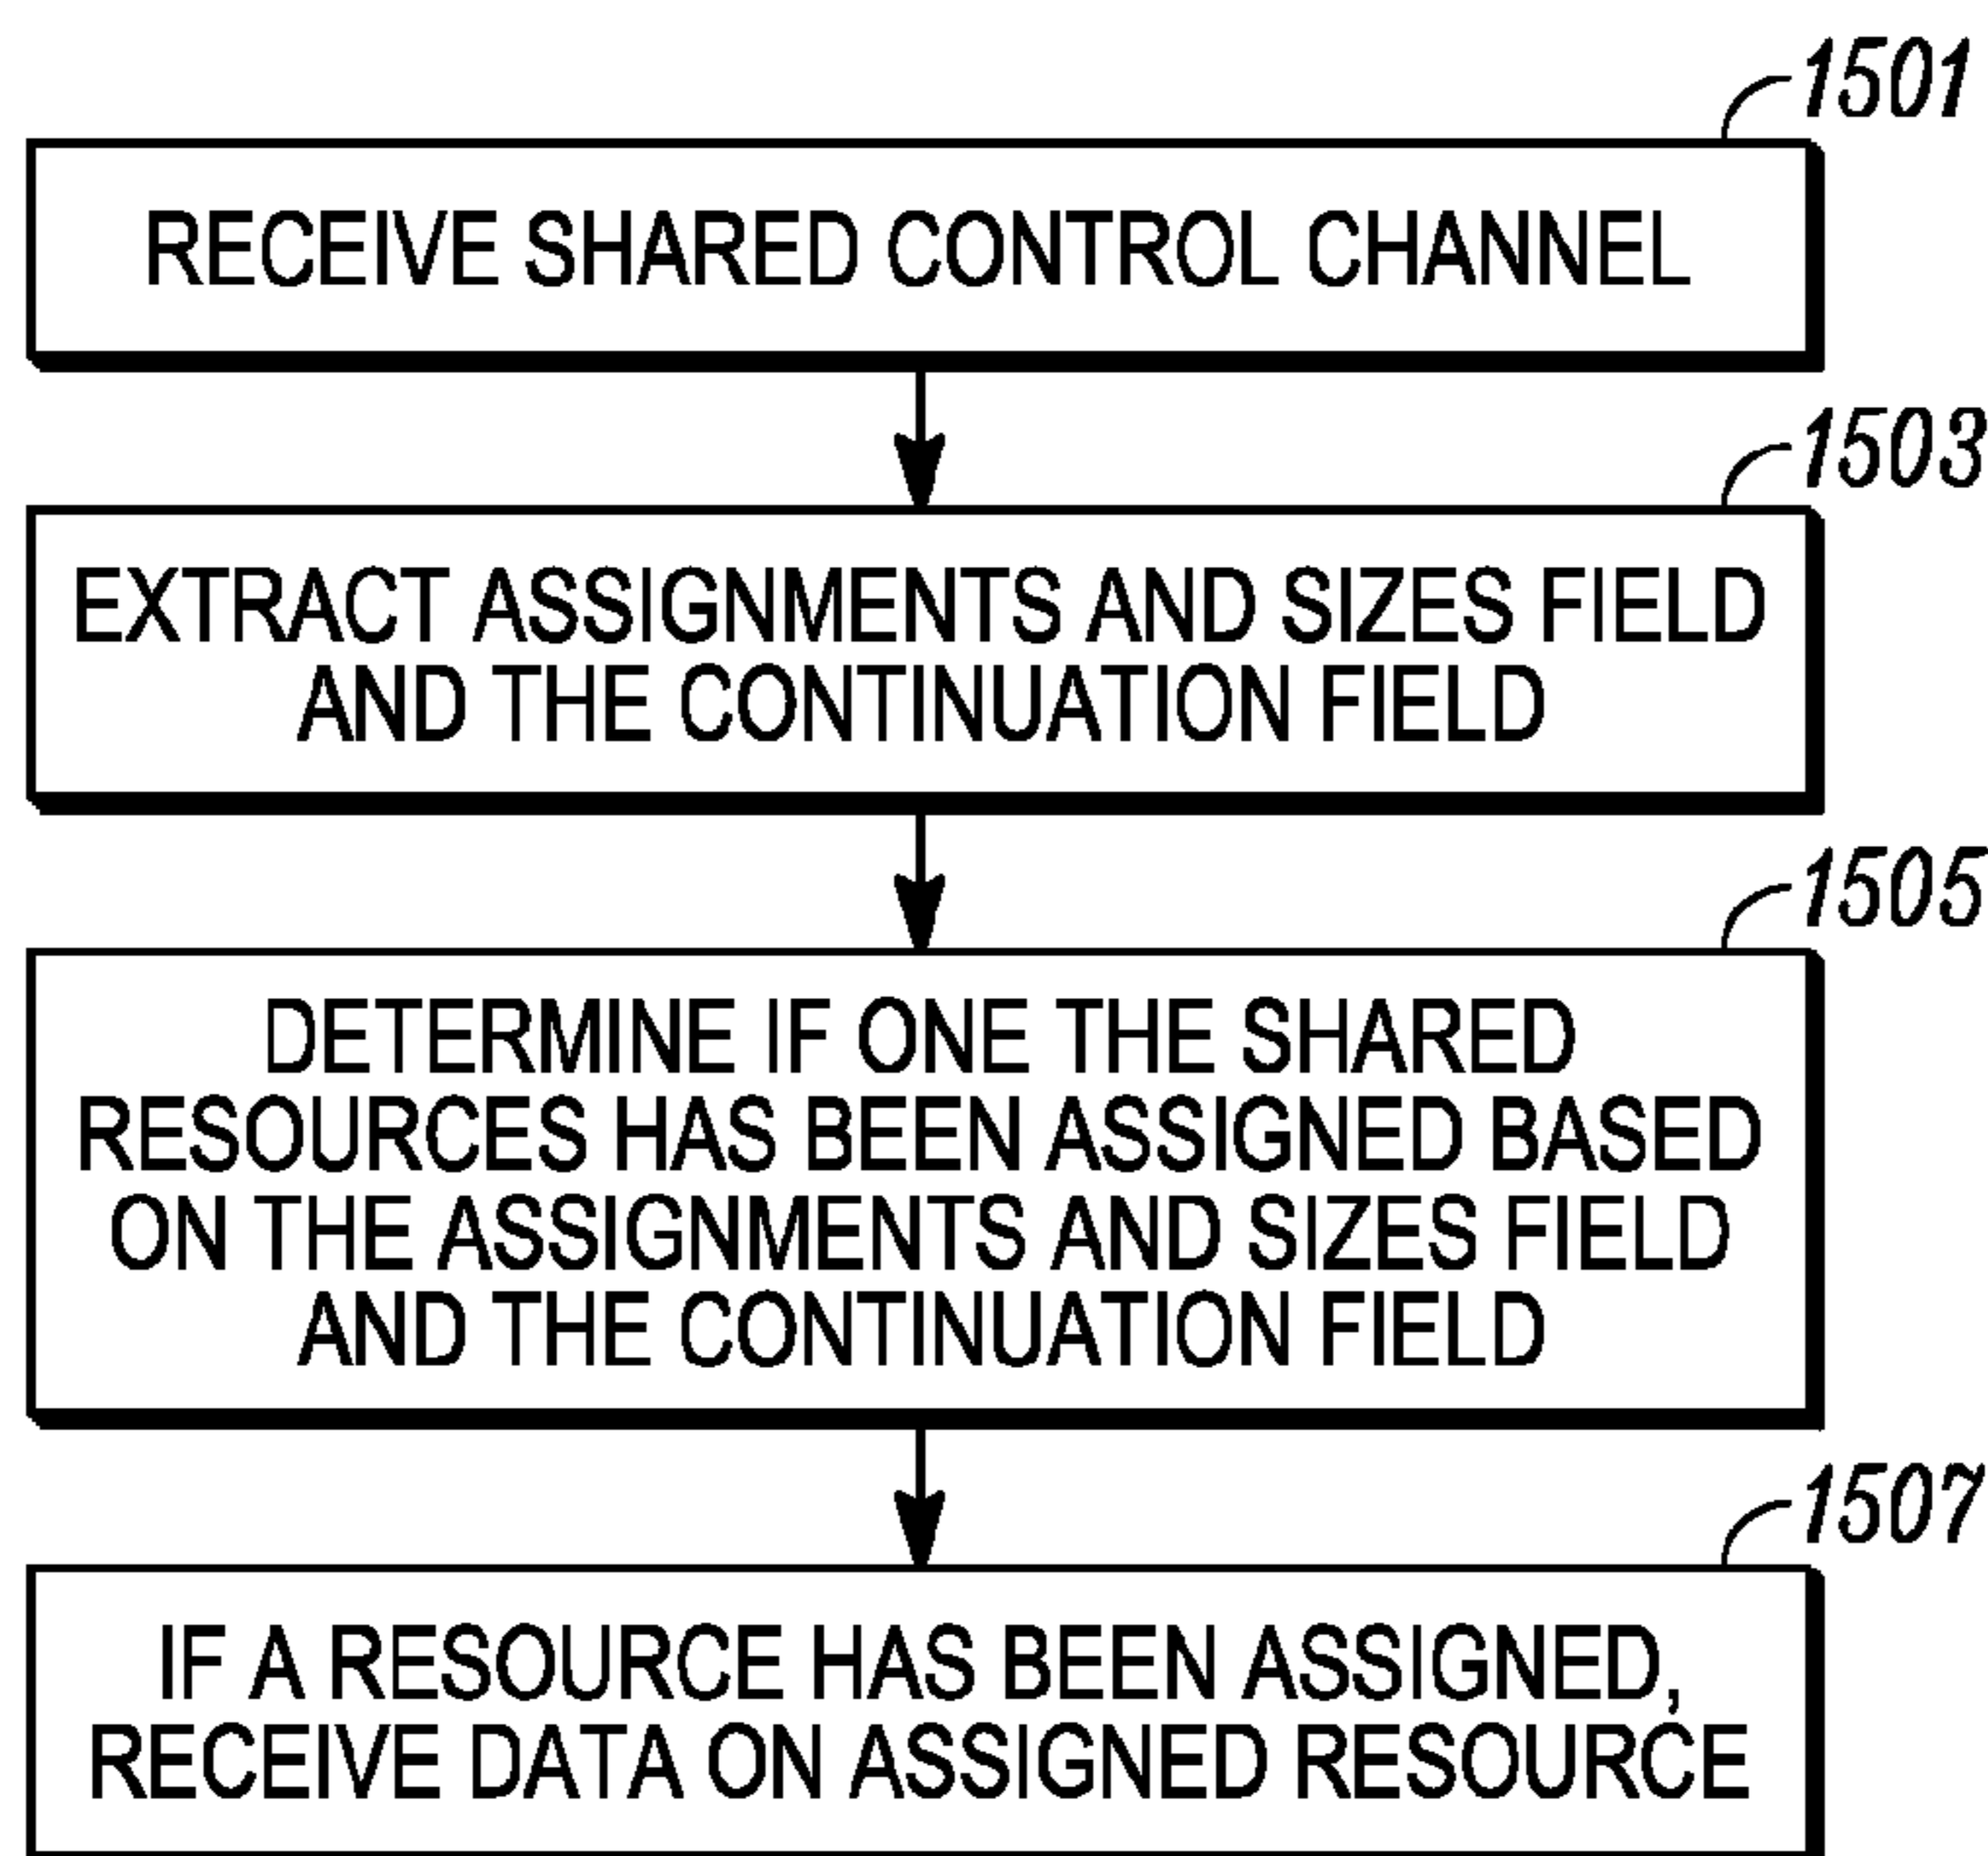 1501
RECEIVE SHARED CONTROL CHANNEL
1503
EXTRACT ASSIGNMENTS AND SIZES FIELD
AND THE CONTINUATION FIELD
1505
DETERMINE IF ONE THE SHARED
RESOURCES HAS BEEN ASSIGNED BASED
ON THE ASSIGNMENTS AND SIZES FIELD
AND THE CONTINUATION FIELD
1507
IF A RESOURCE HAS BEEN ASSIGNED,
RECEIVE DATA ON ASSIGNED RESOURCE